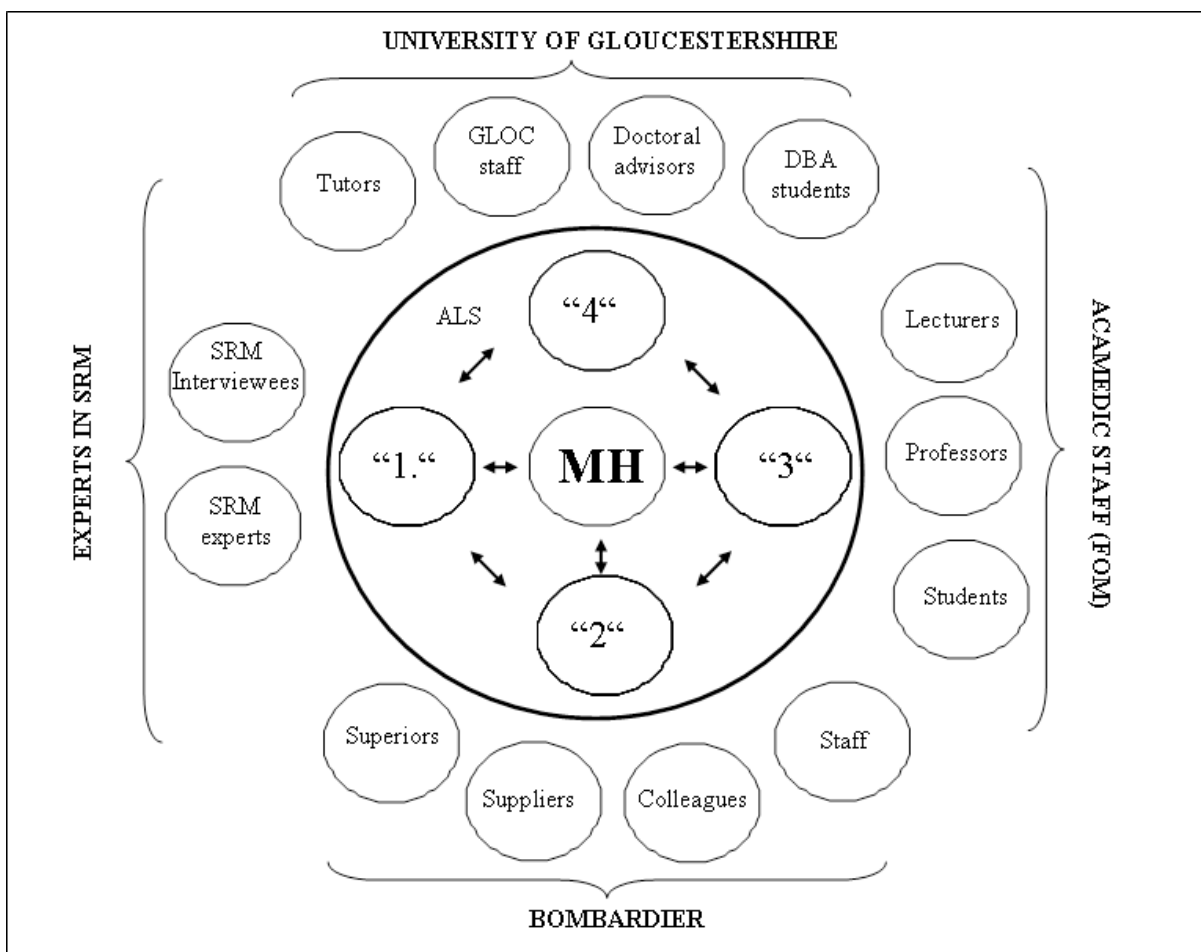 UNIVERSITY OF GLOUCESTERSHIRE
Tutors
GLOC
staff
Doctoral
advisors
DBA
students
EXPERTS IN SRM
SRM
Interviewees
SRM
experts
ALS
“4“
“1.“
MH
“3“
“2“
Lecturers
Professors
Students
ACAMEDIC STAFF (FOM)
Superiors
Suppliers
Colleagues
Staff
BOMBARDIER